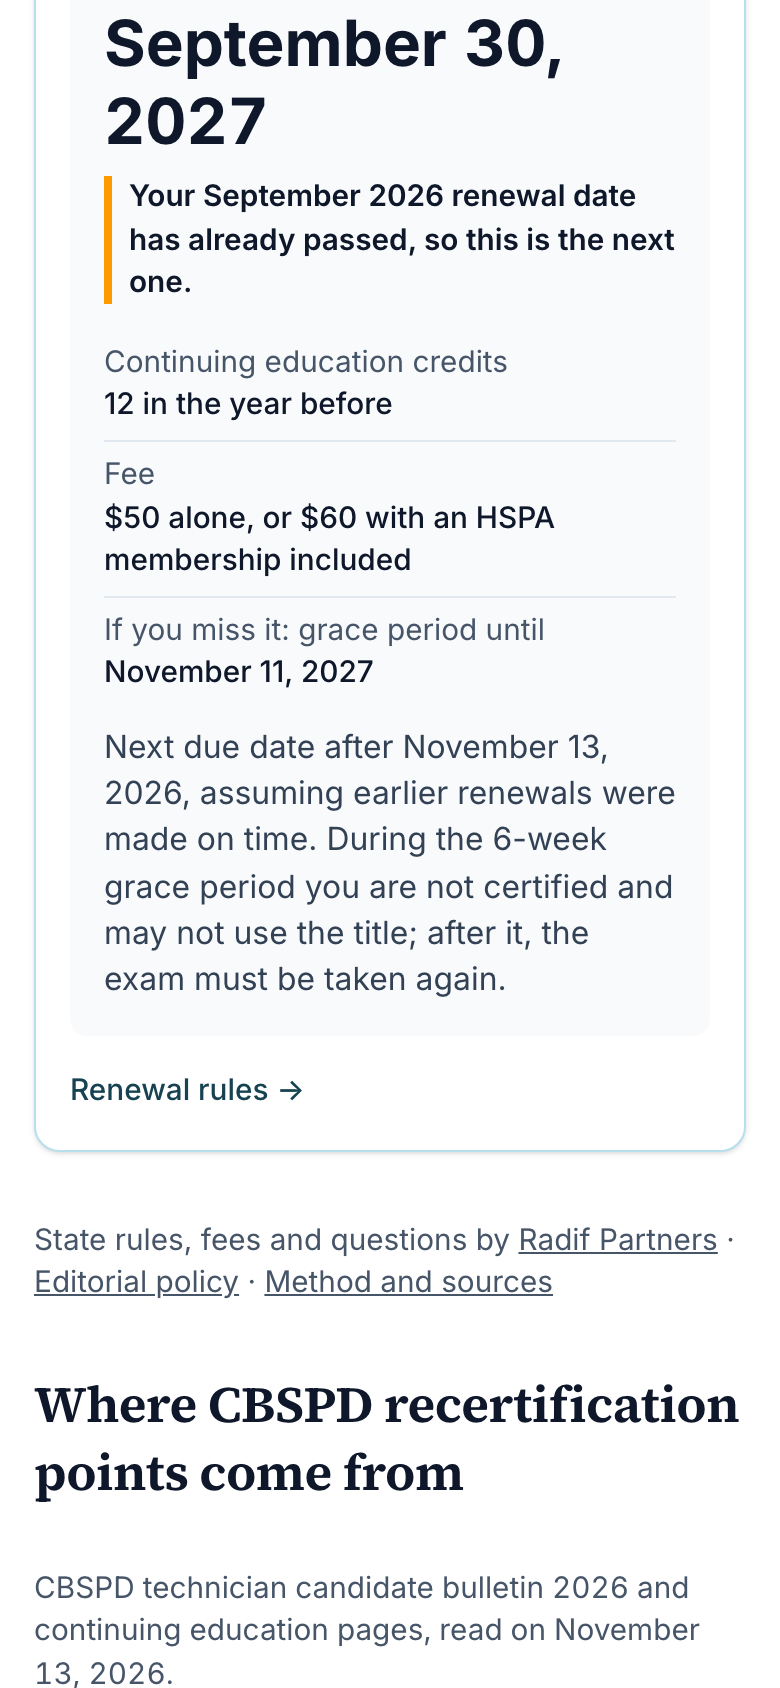 September 30,
2027
Your September 2026 renewal date
has already passed, so this is the next
one.
Continuing education credits
12 in the year before
Fee
$50 alone, or $60 with an HSPA
membership included
If you miss it: grace period until
November 11, 2027
Next due date after November 13,
2026, assuming earlier renewals were
made on time. During the 6-week
grace period you are not certified and
may not use the title; after it, the
exam must be taken again.
Renewal rules →
State rules, fees and questions by Radif Partners ·
Editorial policy · Method and sources
Where CBSPD recertification
points come from
CBSPD technician candidate bulletin 2026 and
continuing education pages, read on November
13, 2026.